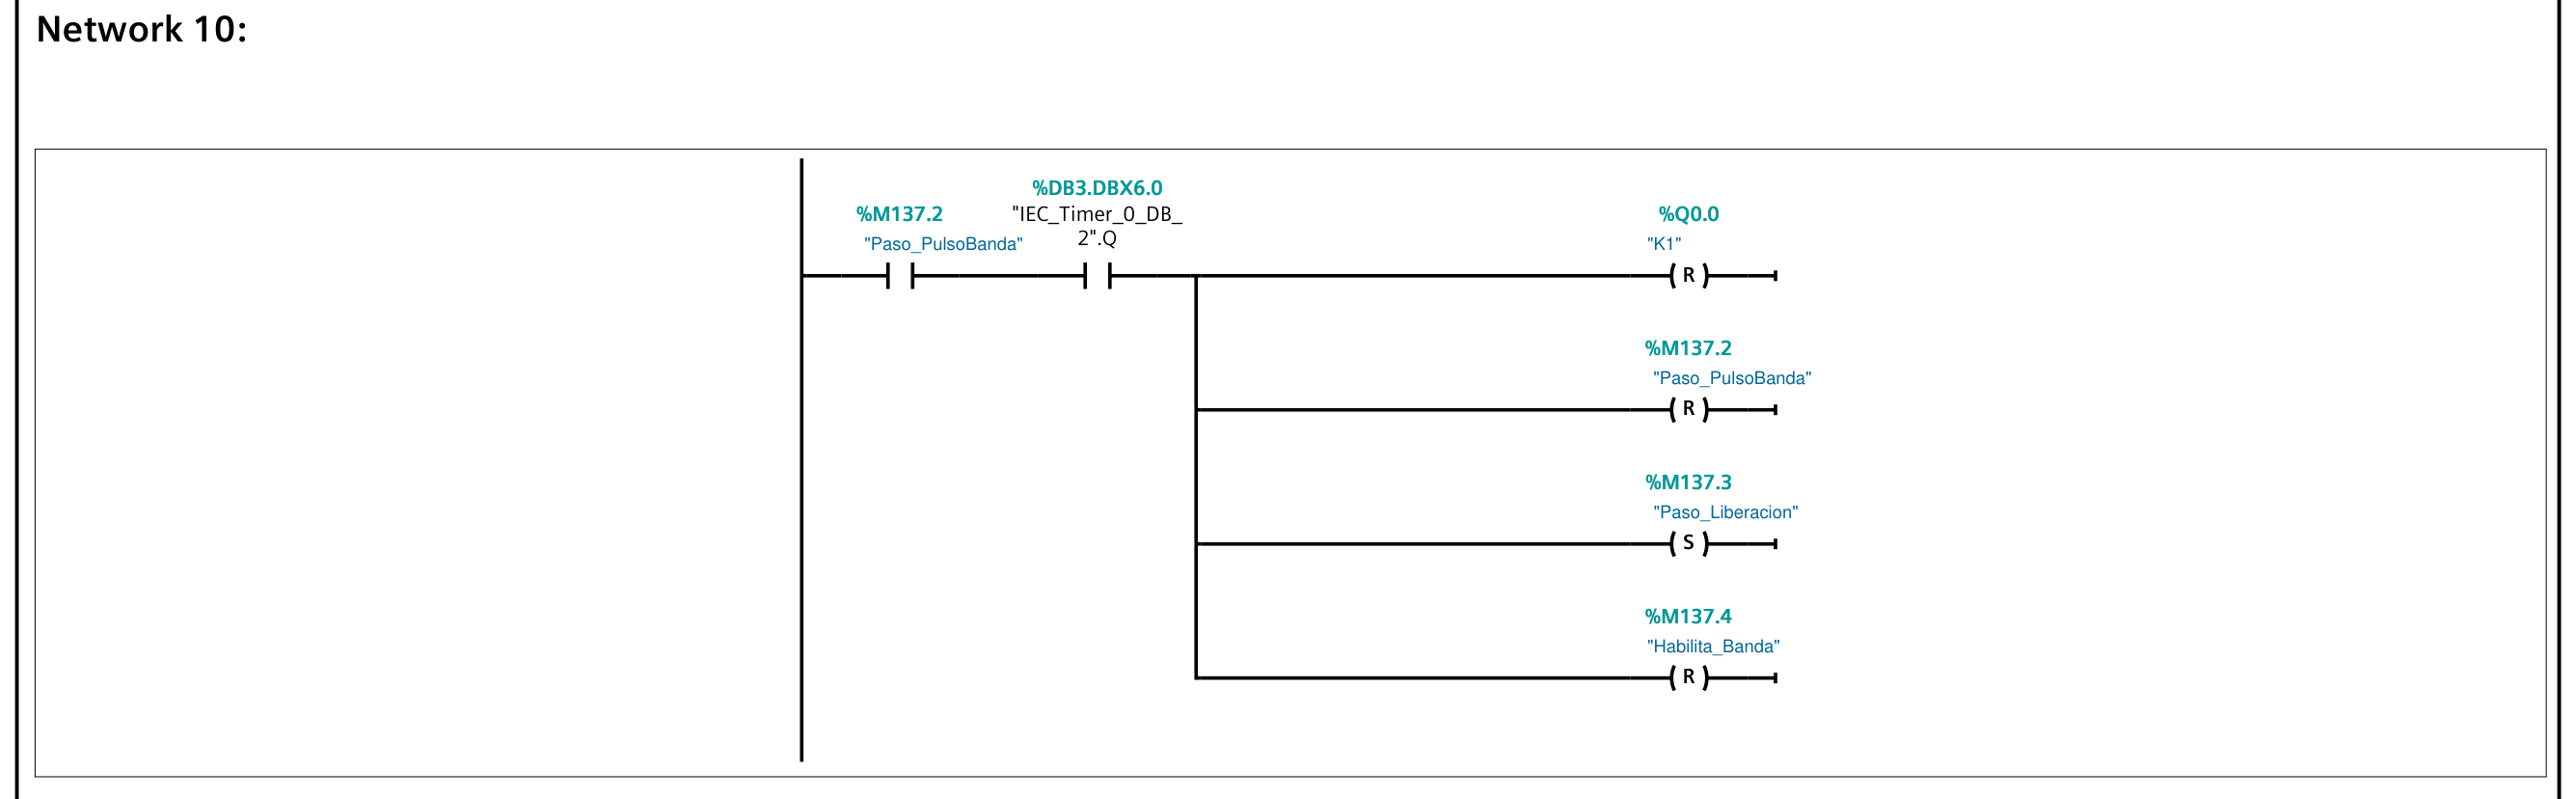 Network 10:
%DB3.DBX6.0
%M137.2
"IEC_Timer_0_DB_
%Q0.0
"Paso_PulsoBanda"
2".Q
"K1"
( R )
%M137.2
"Paso_PulsoBanda"
( R )
%M137.3
"Paso_Liberacion"
( S )
%M137.4
"Habilita_Banda"
( R )